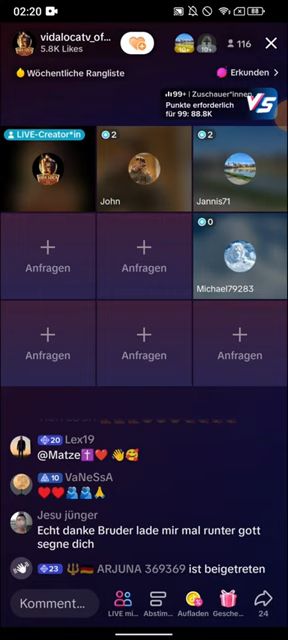 02:20
88
vidalocatv_of...
5.8K Likes
116
Wöchentliche Rangliste
Erkunden >
99+ | Zuschauer*innen
Punkte erforderlich
für 99: 88.8K
VS
LIVE-Creator*in
2
2
John
Jannis71
0
Anfragen
Anfragen
Michael79283
Anfragen
Anfragen
Anfragen
20 Lex19
@Matze✝️❤️ 👋🥰
10 VaNeSsA
❤️❤️🫂🫂🙏
Jesu jünger
Echt danke Bruder lade mir mal runter gott
segne dich
23 🔱🇩🇪 ARJUNA 369369 ist beigetreten
Komment...
LIVE mi...
Abstim...
Aufladen
Gesche...
24